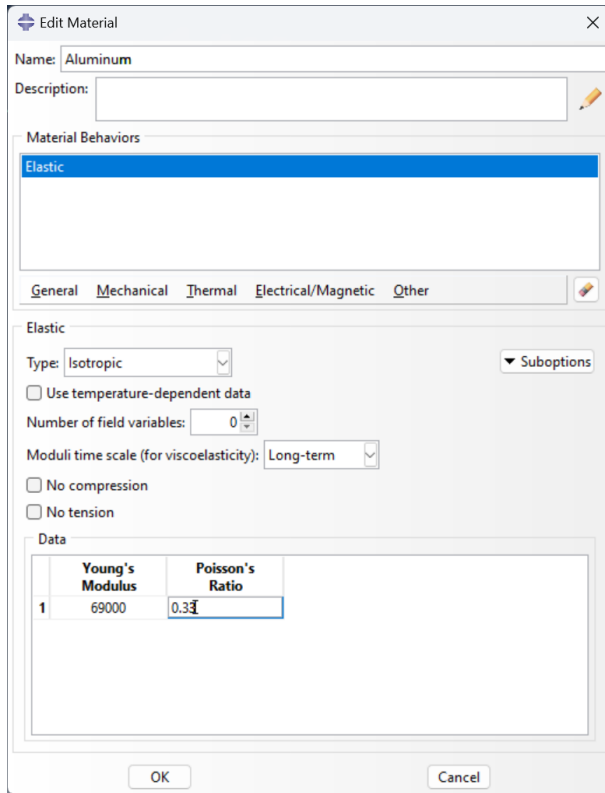 Edit Material
Name: Aluminum
Description:
Material Behaviors
Elastic
General Mechanical Thermal Electrical/Magnetic Other
Elastic
Type: Isotropic Suboptions
Use temperature-dependent data
Number of field variables: 0
Moduli time scale (for viscoelasticity): Long-term
No compression
No tension
Data
Young's Poisson's
Modulus Ratio
1 69000 0.33
OK Cancel